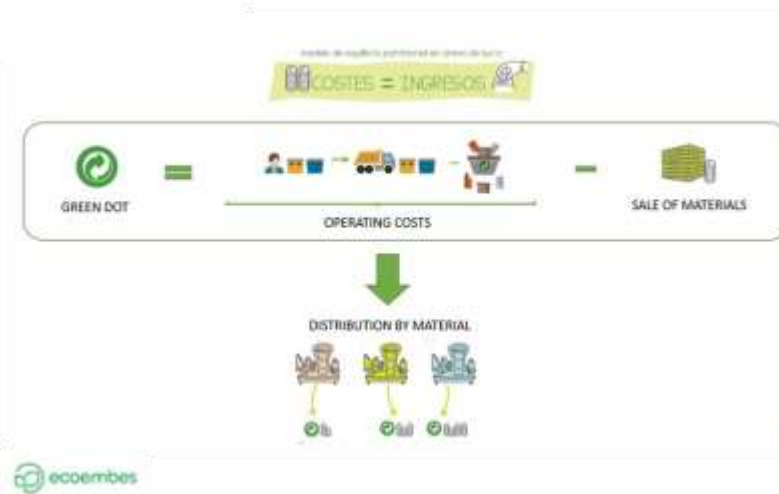 COSTES = INGRESOS
GREEN DOT
OPERATING COSTS
SALE OF MATERIALS
DISTRIBUTION BY MATERIAL
ecoembes